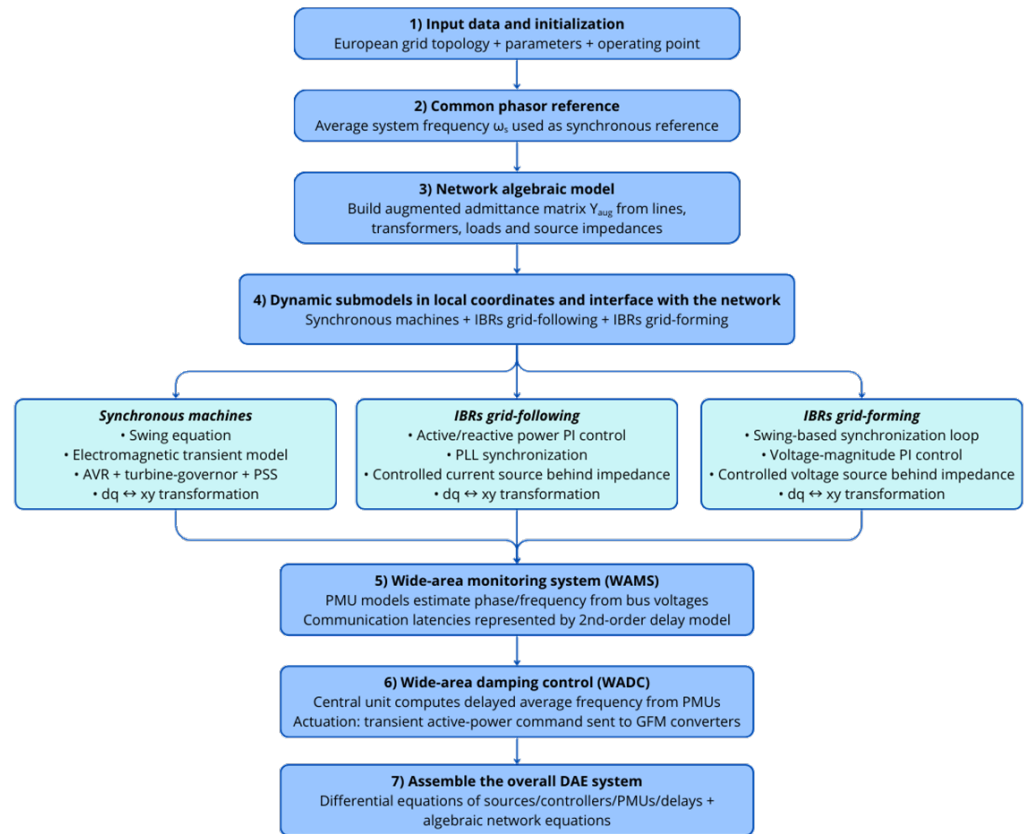 1) Input data and initialization
European grid topology + parameters + operating point
2) Common phasor reference
Average system frequency ωₛ used as synchronous reference
3) Network algebraic model
Build augmented admittance matrix Y_aug from lines,
transformers, loads and source impedances
4) Dynamic submodels in local coordinates and interface with the network
Synchronous machines + IBRs grid-following + IBRs grid-forming
Synchronous machines
• Swing equation
• Electromagnetic transient model
• AVR + turbine-governor + PSS
• dq ↔ xy transformation
IBRs grid-following
• Active/reactive power PI control
• PLL synchronization
• Controlled current source behind impedance
• dq ↔ xy transformation
IBRs grid-forming
• Swing-based synchronization loop
• Voltage-magnitude PI control
• Controlled voltage source behind impedance
• dq ↔ xy transformation
5) Wide-area monitoring system (WAMS)
PMU models estimate phase/frequency from bus voltages
Communication latencies represented by 2nd-order delay model
6) Wide-area damping control (WADC)
Central unit computes delayed average frequency from PMUs
Actuation: transient active-power command sent to GFM converters
7) Assemble the overall DAE system
Differential equations of sources/controllers/PMUs/delays +
algebraic network equations